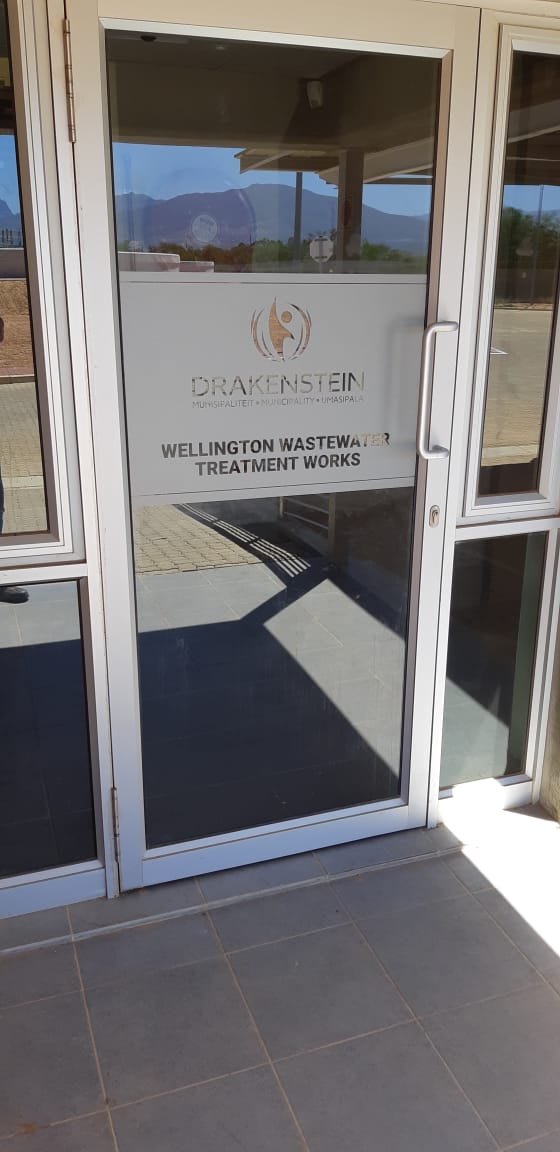 DRAKENSTEIN
MUNISIPALITEIT • MUNICIPALITY • UMASIPALA
WELLINGTON WASTEWATER
TREATMENT WORKS